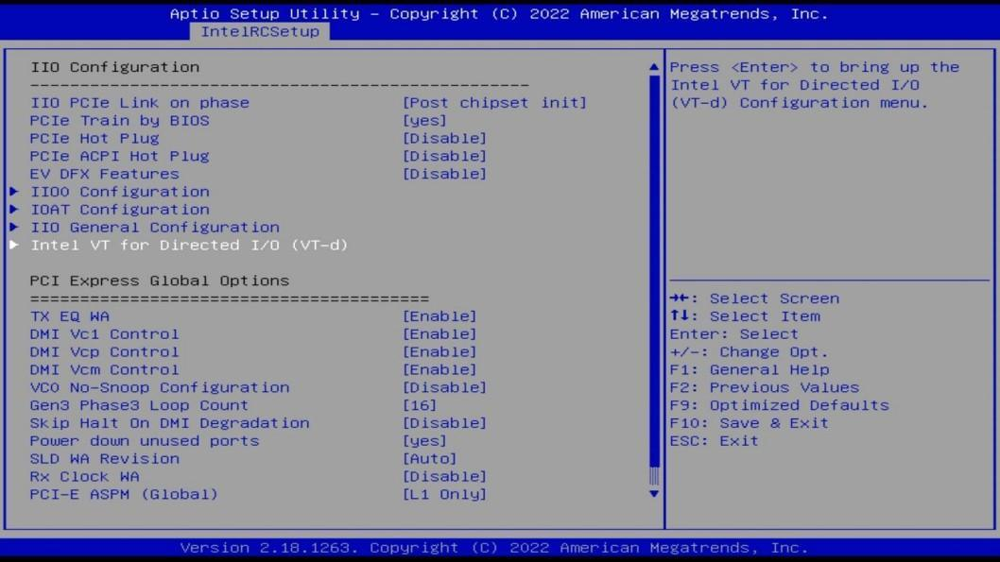 Aptio Setup Utility – Copyright (C) 2022 American Megatrends, Inc.
IntelRCSetup
IIO Configuration
--------------------------------------------------
IIO PCIe Link on phase [Post chipset init]
PCIe Train by BIOS [yes]
PCIe Hot Plug [Disable]
PCIe ACPI Hot Plug [Disable]
EV DFX Features [Disable]
IIO0 Configuration
IOAT Configuration
IIO General Configuration
Intel VT for Directed I/O (VT-d)
PCI Express Global Options
========================================
TX EQ WA [Enable]
DMI Vc1 Control [Enable]
DMI Vcp Control [Enable]
DMI Vcm Control [Enable]
VC0 No-Snoop Configuration [Disable]
Gen3 Phase3 Loop Count [16]
Skip Halt On DMI Degradation [Disable]
Power down unused ports [yes]
SLD WA Revision [Auto]
Rx Clock WA [Disable]
PCI-E ASPM (Global) [L1 Only]
Press <Enter> to bring up the
Intel VT for Directed I/O
(VT-d) Configuration menu.
→←: Select Screen
↑↓: Select Item
Enter: Select
+/-: Change Opt.
F1: General Help
F2: Previous Values
F9: Optimized Defaults
F10: Save & Exit
ESC: Exit
Version 2.18.1263. Copyright (C) 2022 American Megatrends, Inc.